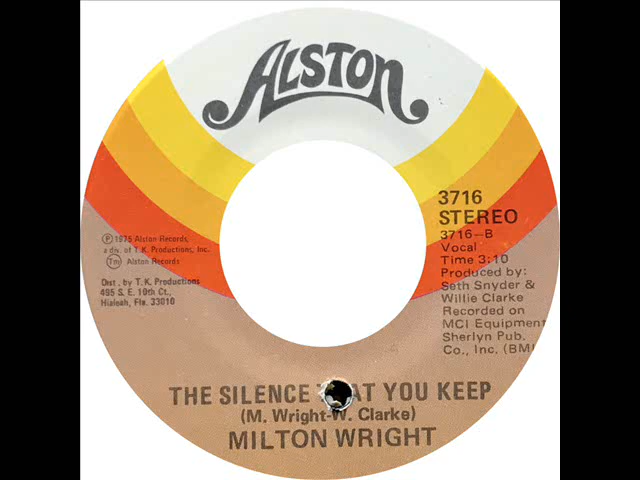 ALSTON
3716
STEREO
3716-B
Vocal
Time 3:10
Produced by:
Seth Snyder &
Willie Clarke
Recorded on
MCI Equipment
Sherlyn Pub.
Co., Inc. (BMI
Ⓟ 1975 Alston Records,
a div. of T. K. Productions, Inc.
Tm Alston Records
Dist. by T. K. Productions
495 S. E. 10th Ct.,
Hialeah, Fla. 33010
THE SILENCE T AT YOU KEEP
(M. Wright-W. Clarke)
MILTON WRIGHT